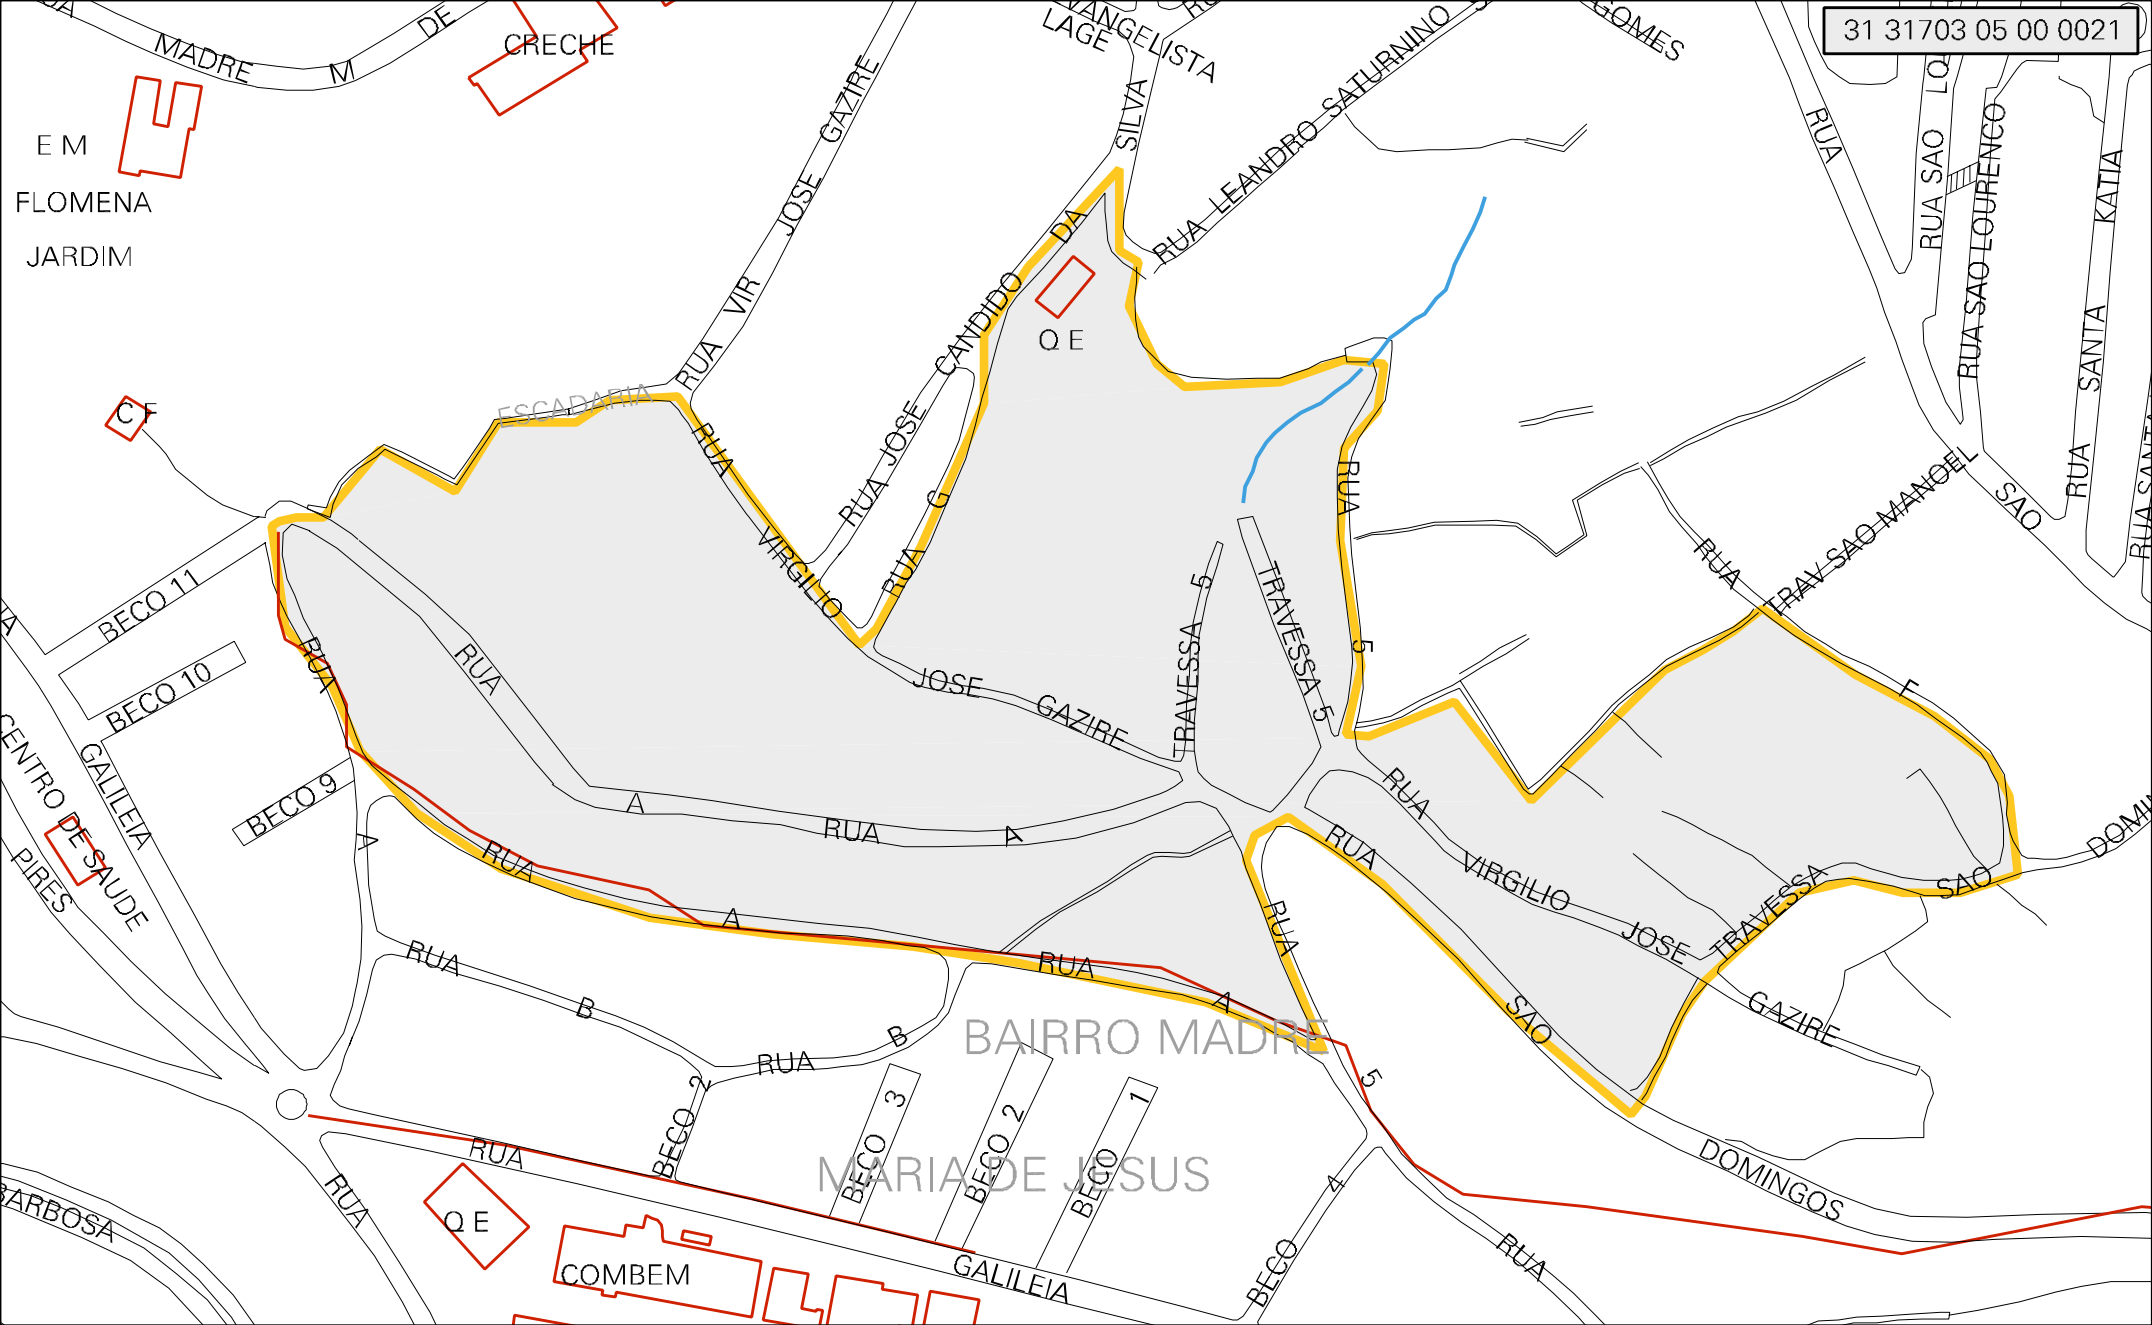 31 31703 05 00 0021
MADRE M DE
CRECHE
EVANGELISTA
LAGE
GOMES
E M
FLOMENA
JARDIM
C F
ESCADARIA
RUA VIR JOSE GAZIRE
RUA JOSE CANDIDO DA SILVA
RUA LEANDRO SATURNINO
Q E
RUA G
RUA VIRGILIO JOSE GAZIRE
RUA 5
TRAVESSA 5
TRAVESSA 5
RUA SAO
RUA SAO LO
RUA SAO LOURENCO
RUA SANTA KATIA
RUA SANT
TRAV SAO MANOEL
RUA F
BECO 11
BECO 10
BECO 9
RUA A
RUA A
RUA A
RUA A
RUA A
CENTRO DE SAUDE
GALILEIA
PIRES
RUA B
RUA B
RUA VIRGILIO JOSE GAZIRE
RUA SAO DOMINGOS
TRAVESSA SAO DOMIN
RUA 5
BAIRRO MADRE
MARIA DE JESUS
BECO 2
BECO 3
BECO 2
BECO 1
BECO 4
RUA GALILEIA
RUA
RUA
BARBOSA
Q E
COMBEM